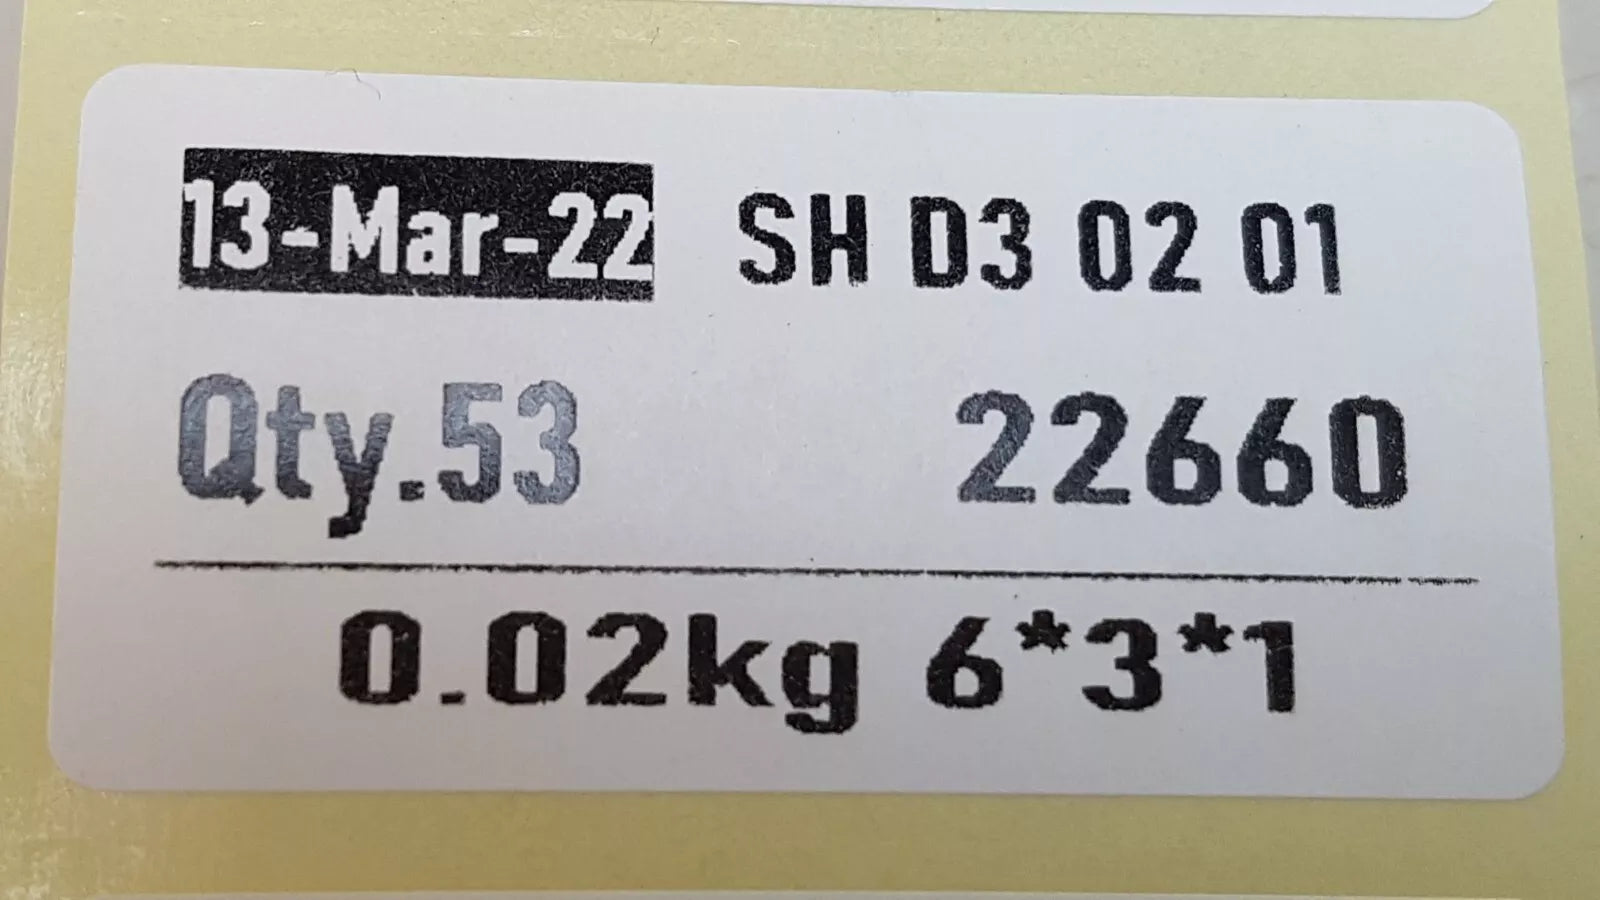 13-Mar-22 SH D3 02 01
Qty.53 22660
0.02kg 6*3*1